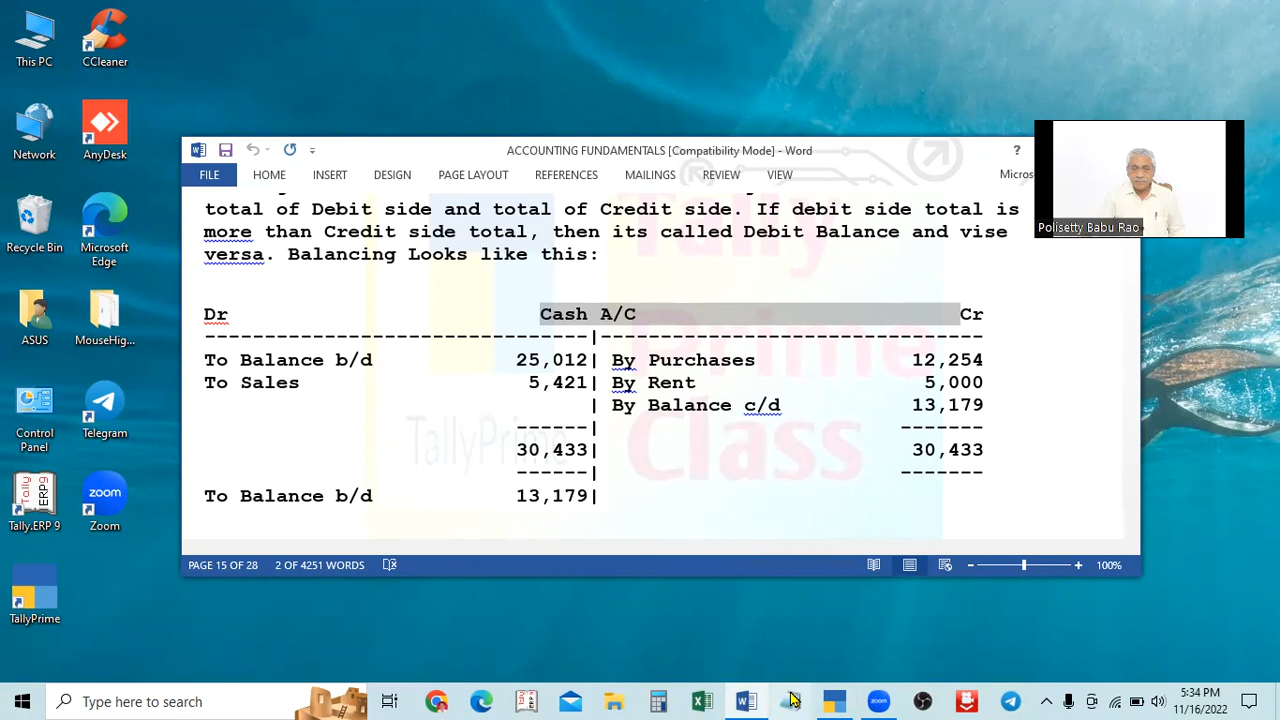 This PC
CCleaner
Network
AnyDesk
Recycle Bin
Microsoft Edge
ASUS
MouseHig...
Control Panel
Telegram
Tally.ERP 9
Zoom
TallyPrime
ACCOUNTING FUNDAMENTALS [Compatibility Mode] - Word
?
FILE HOME INSERT DESIGN PAGE LAYOUT REFERENCES MAILINGS REVIEW VIEW Micros
total of Debit side and total of Credit side. If debit side total is
more than Credit side total, then its called Debit Balance and vise
versa. Balancing Looks like this:
Dr Cash A/C Cr
-------------------------------|--------------------------------
To Balance b/d 25,012| By Purchases 12,254
To Sales 5,421| By Rent 5,000
| By Balance c/d 13,179
------| -------
30,433| 30,433
------| -------
To Balance b/d 13,179|
Tally
Prime
Class
TallyPrime
Polisetty Babu Rao
PAGE 15 OF 28 2 OF 4251 WORDS 100%
Type here to search
5:34 PM
11/16/2022